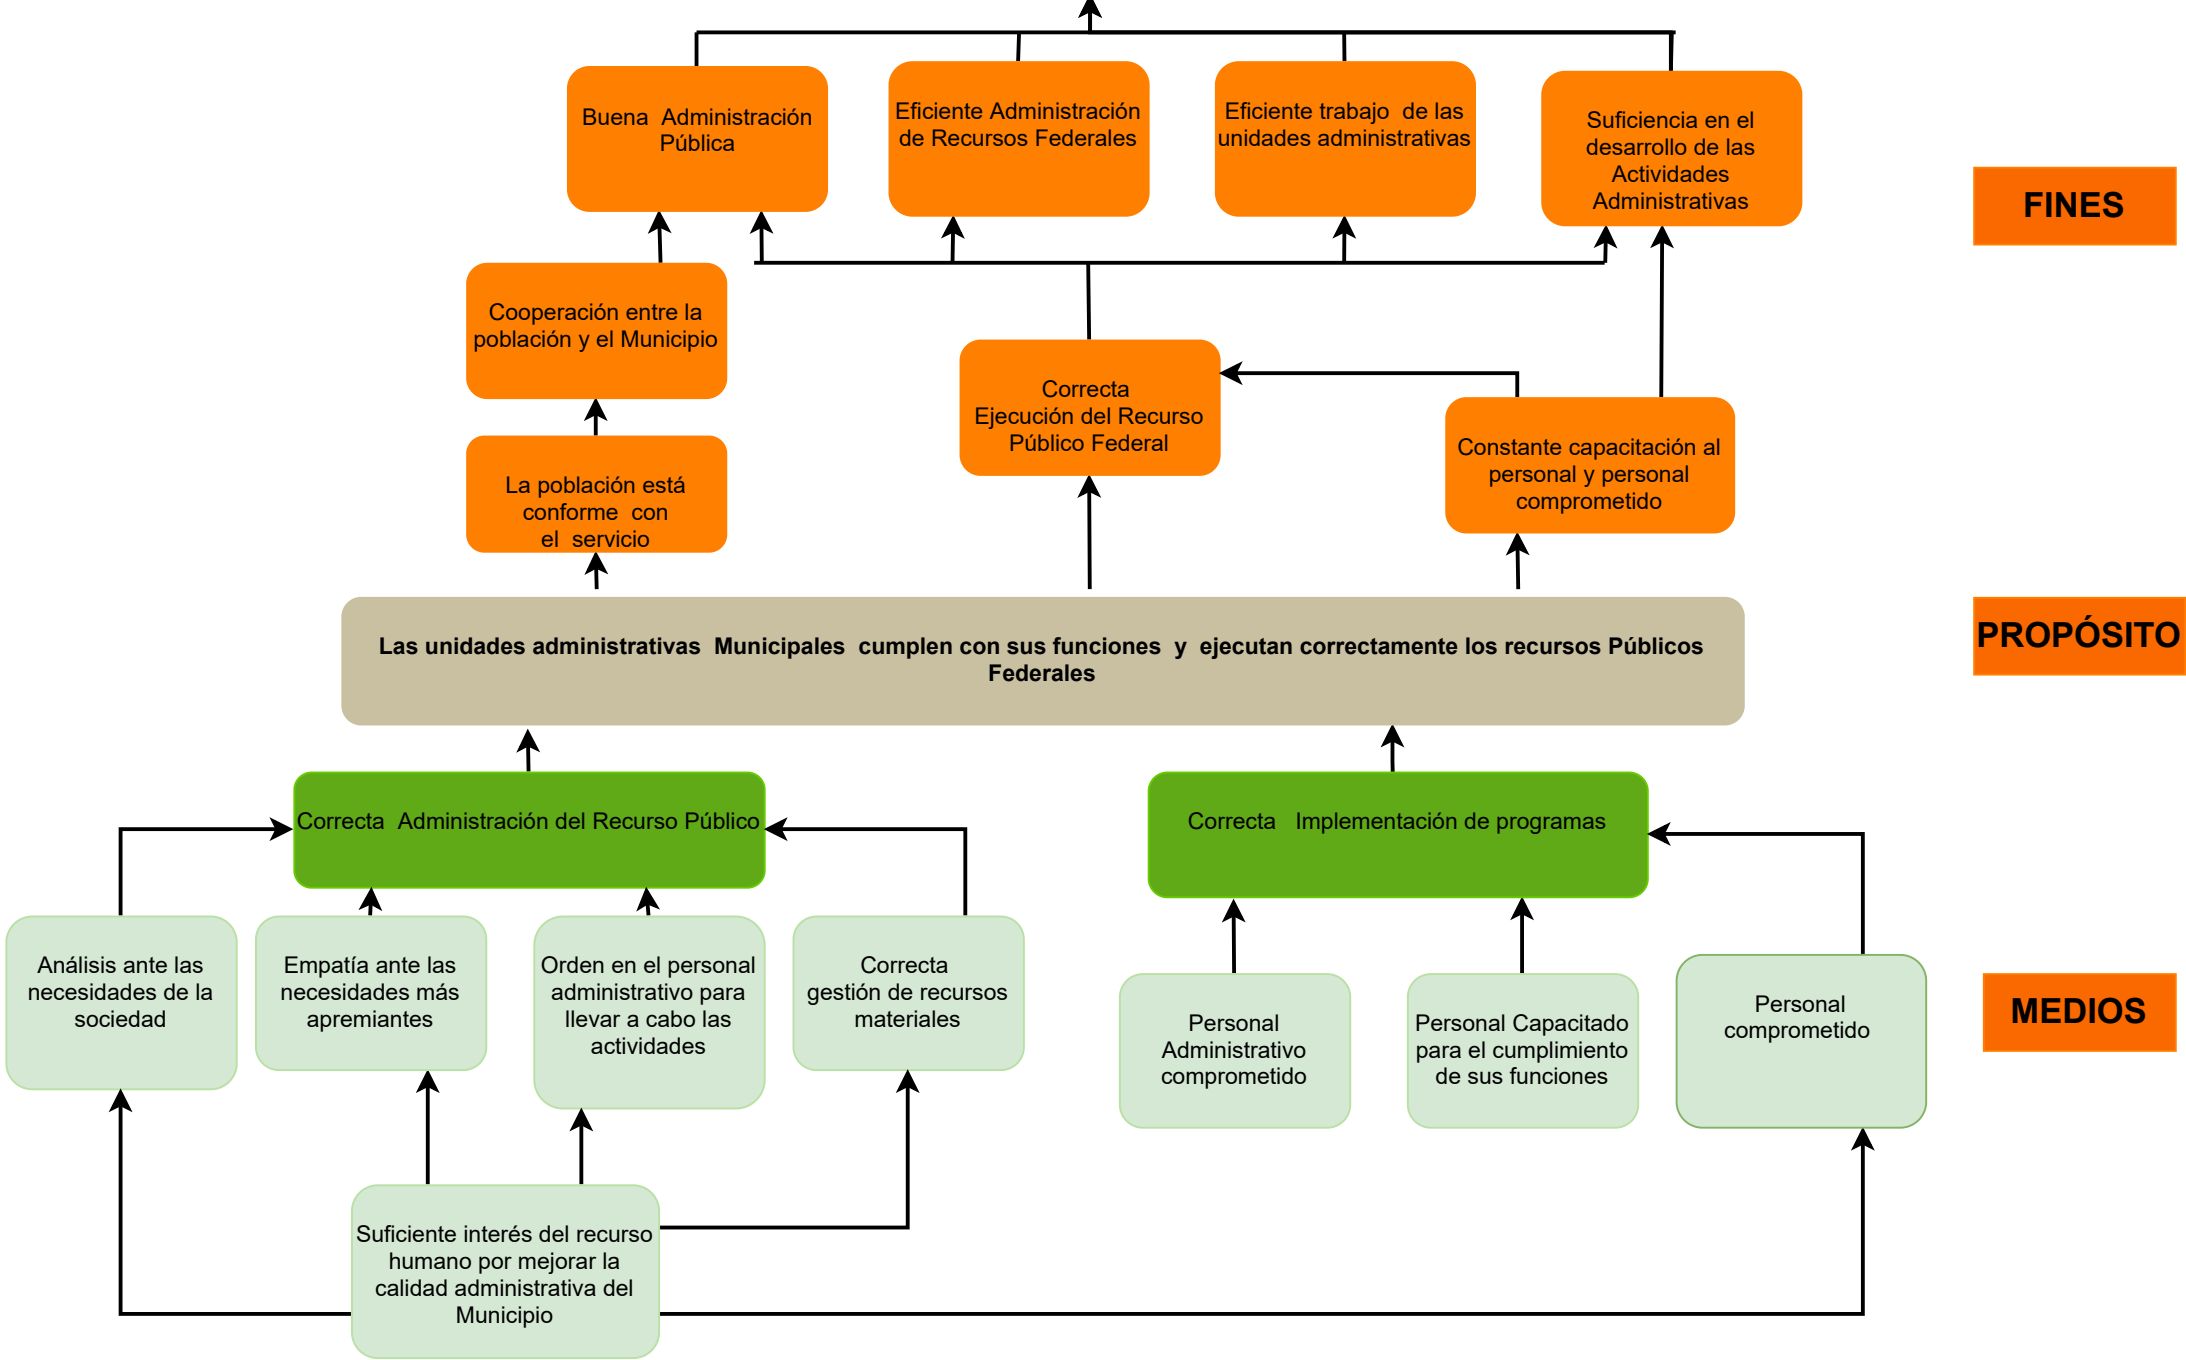 Buena Administración
Pública
Eficiente Administración
de Recursos Federales
Eficiente trabajo de las
unidades administrativas
Suficiencia en el
desarrollo de las
Actividades
Administrativas
FINES
Cooperación entre la
población y el Municipio
Correcta
Ejecución del Recurso
Público Federal
Constante capacitación al
personal y personal
comprometido
La población está
conforme con
el servicio
Las unidades administrativas Municipales cumplen con sus funciones y ejecutan correctamente los recursos Públicos
Federales
PROPÓSITO
Correcta Administración del Recurso Público
Correcta Implementación de programas
Análisis ante las
necesidades de la
sociedad
Empatía ante las
necesidades más
apremiantes
Orden en el personal
administrativo para
llevar a cabo las
actividades
Correcta
gestión de recursos
materiales
Personal
Administrativo
comprometido
Personal Capacitado
para el cumplimiento
de sus funciones
Personal
comprometido
MEDIOS
Suficiente interés del recurso
humano por mejorar la
calidad administrativa del
Municipio